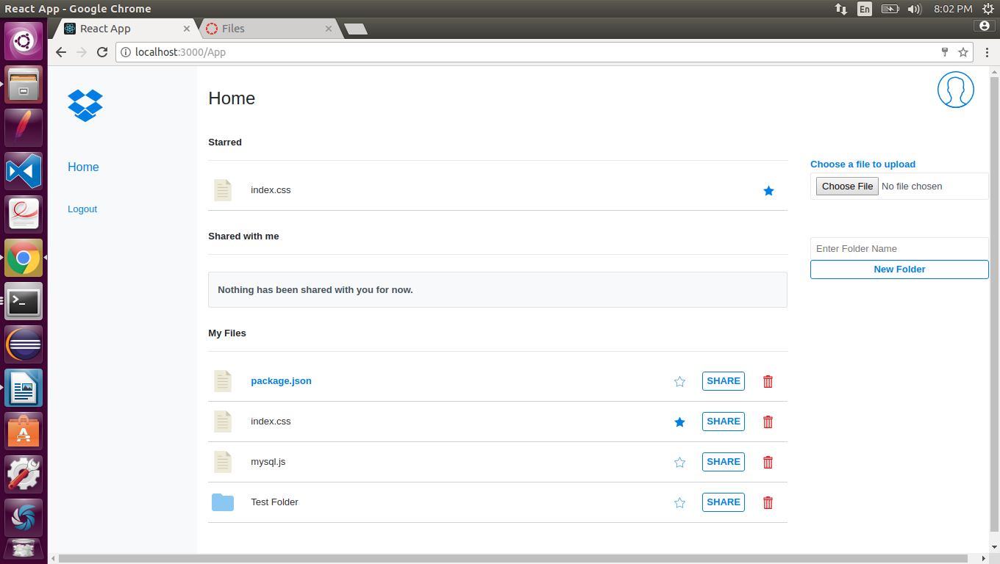 React App - Google Chrome
En
8:02 PM
React App
Files
localhost:3000/App
Home
Starred
Home
Choose a file to upload
index.css
Choose File No file chosen
Logout
Shared with me
Enter Folder Name
New Folder
Nothing has been shared with you for now.
My Files
package.json SHARE
index.css SHARE
mysql.js SHARE
Test Folder SHARE